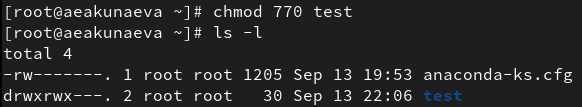 [root@aeakunaeva ~]# chmod 770 test
[root@aeakunaeva ~]# ls -l
total 4
-rw-------. 1 root root 1205 Sep 13 19:53 anaconda-ks.cfg
drwxrwx---. 2 root root   30 Sep 13 22:06 test